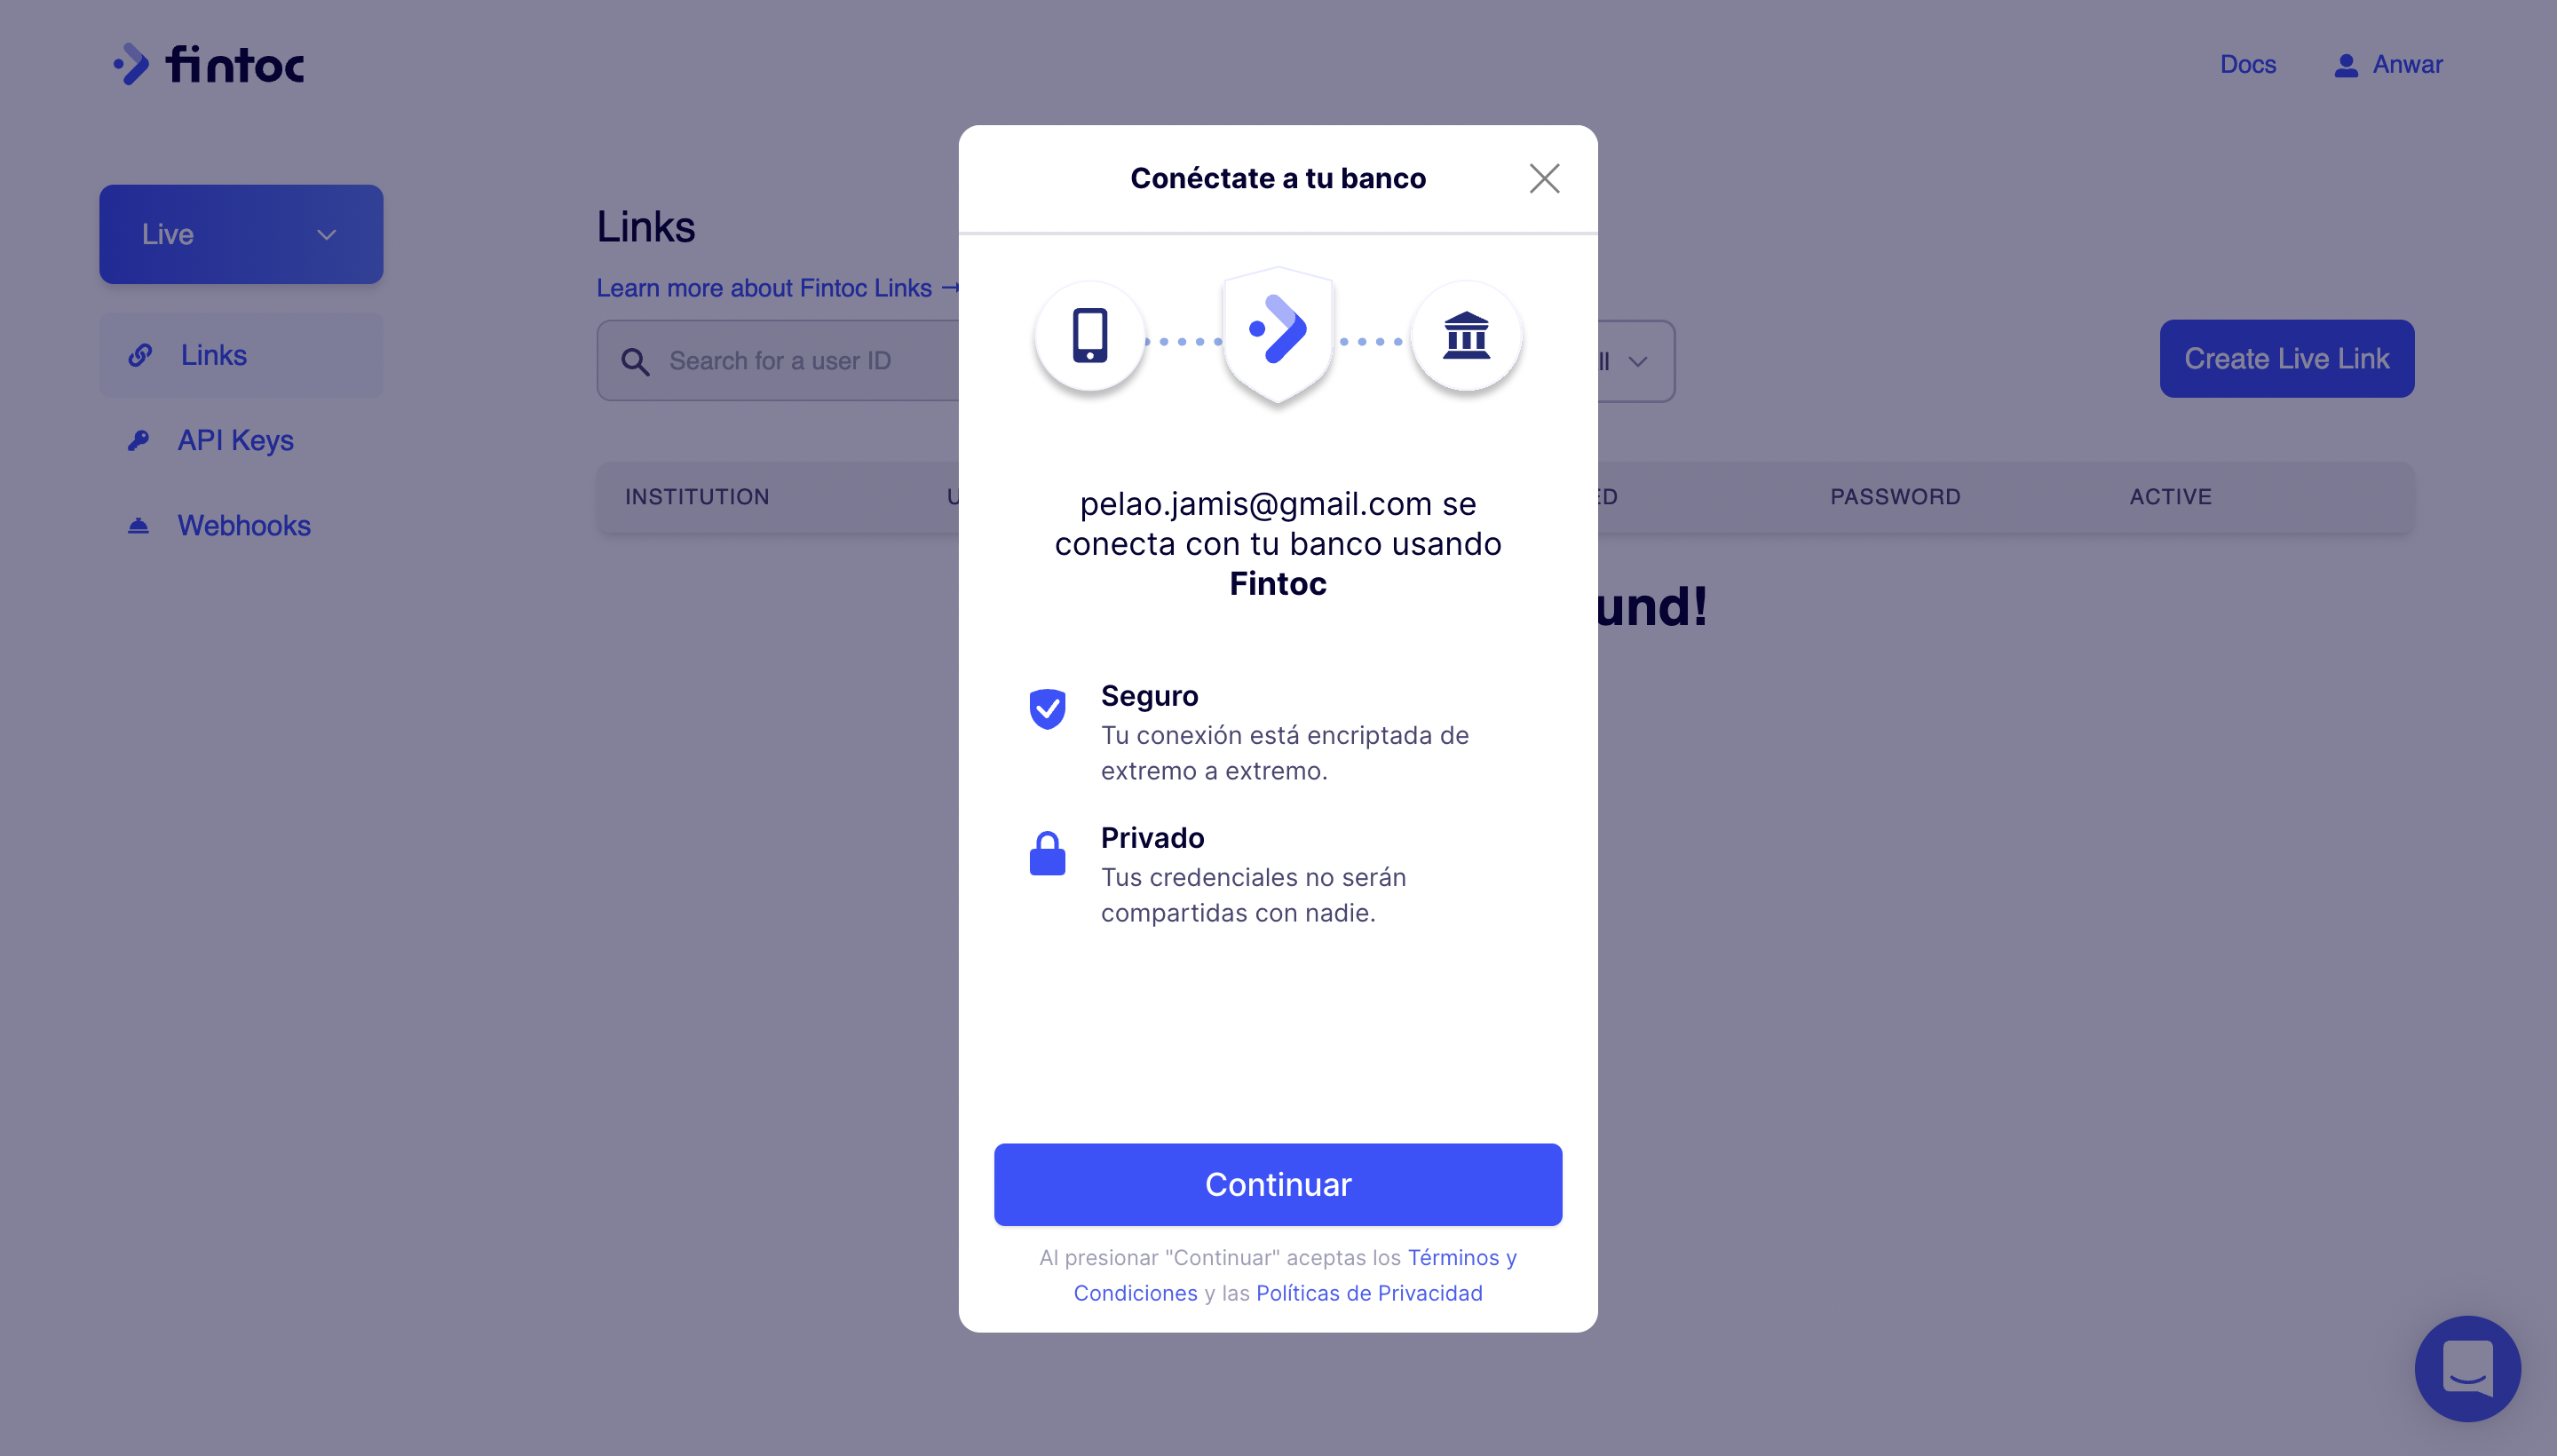 fintoc
Docs
Anwar
Live
Links
API Keys
Webhooks
Links
Learn more about Fintoc Links →
Search for a user ID
Create Live Link
INSTITUTION
PASSWORD
ACTIVE
Conéctate a tu banco
pelao.jamis@gmail.com se
conecta con tu banco usando
Fintoc
Seguro
Tu conexión está encriptada de
extremo a extremo.
Privado
Tus credenciales no serán
compartidas con nadie.
Continuar
Al presionar "Continuar" aceptas los Términos y
Condiciones y las Políticas de Privacidad